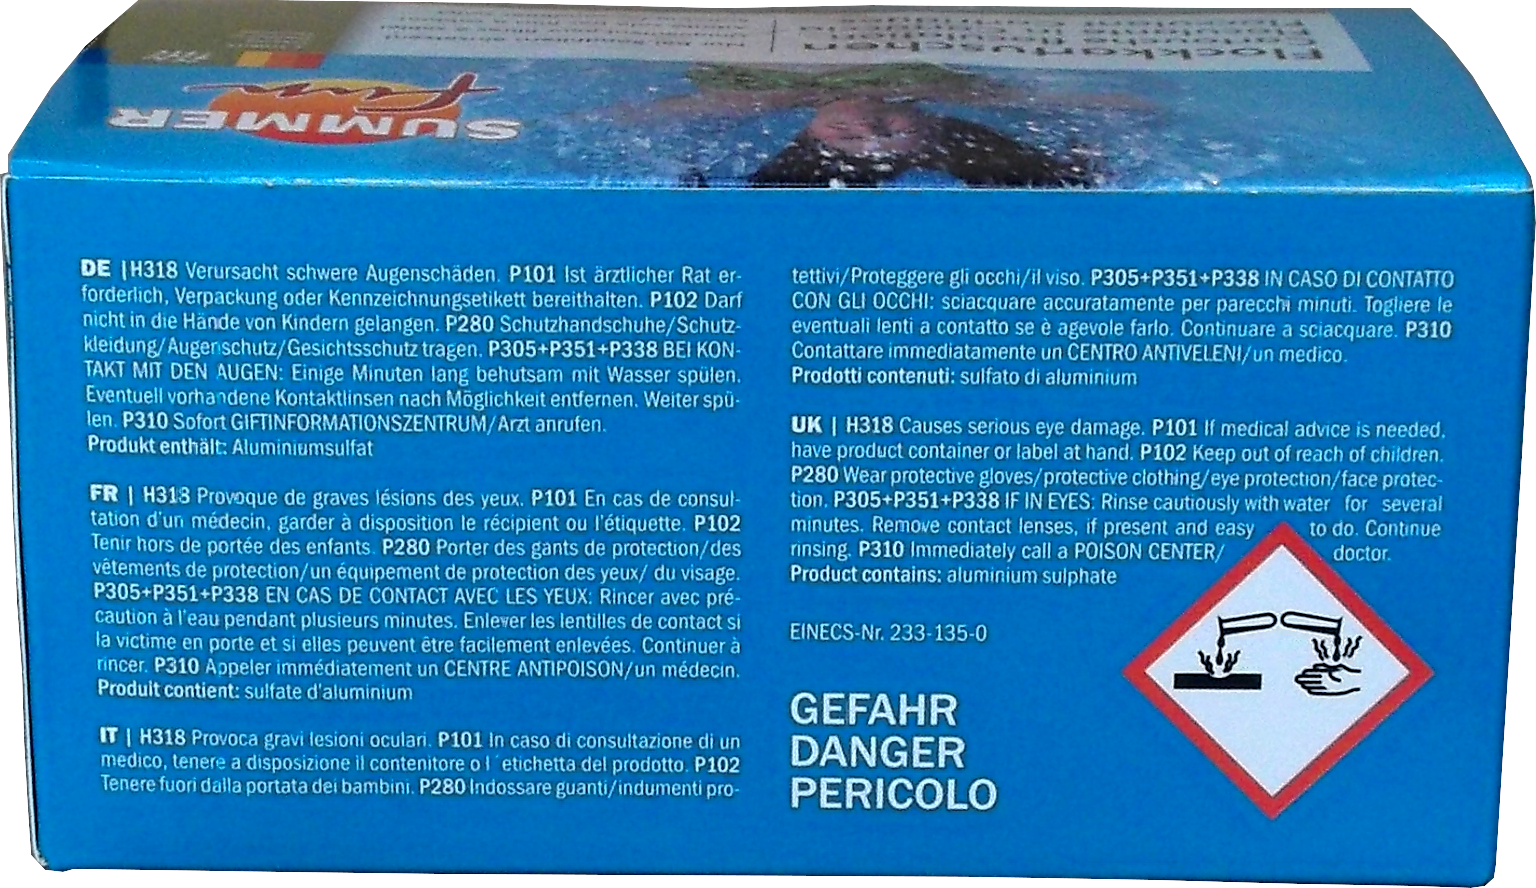 Flockkartuschen
SUMMER
fun
DE | H318 Verursacht schwere Augenschäden. P101 Ist ärztlicher Rat er-
forderlich, Verpackung oder Kennzeichnungsetikett bereithalten. P102 Darf
nicht in die Hände von Kindern gelangen. P280 Schutzhandschuhe/Schutz-
kleidung/Augenschutz/Gesichtsschutz tragen. P305+P351+P338 BEI KON-
TAKT MIT DEN AUGEN: Einige Minuten lang behutsam mit Wasser spülen.
Eventuell vorhandene Kontaktlinsen nach Möglichkeit entfernen. Weiter spü-
len. P310 Sofort GIFTINFORMATIONSZENTRUM/Arzt anrufen.
Produkt enthält: Aluminiumsulfat
FR | H318 Provoque de graves lésions des yeux. P101 En cas de consul-
tation d'un médecin, garder à disposition le récipient ou l'étiquette. P102
Tenir hors de portée des enfants. P280 Porter des gants de protection/des
vêtements de protection/un équipement de protection des yeux/ du visage.
P305+P351+P338 EN CAS DE CONTACT AVEC LES YEUX: Rincer avec pré-
caution à l'eau pendant plusieurs minutes. Enlever les lentilles de contact si
la victime en porte et si elles peuvent être facilement enlevées. Continuer à
rincer. P310 Appeler immédiatement un CENTRE ANTIPOISON/un médecin.
Produit contient: sulfate d'aluminium
IT | H318 Provoca gravi lesioni oculari. P101 In caso di consultazione di un
medico, tenere a disposizione il contenitore o l´etichetta del prodotto. P102
Tenere fuori dalla portata dei bambini. P280 Indossare guanti/indumenti pro-
tettivi/Proteggere gli occhi/il viso. P305+P351+P338 IN CASO DI CONTATTO
CON GLI OCCHI: sciacquare accuratamente per parecchi minuti. Togliere le
eventuali lenti a contatto se è agevole farlo. Continuare a sciacquare. P310
Contattare immediatamente un CENTRO ANTIVELENI/un medico.
Prodotti contenuti: sulfato di aluminium
UK | H318 Causes serious eye damage. P101 If medical advice is needed,
have product container or label at hand. P102 Keep out of reach of children.
P280 Wear protective gloves/protective clothing/eye protection/face protec-
tion. P305+P351+P338 IF IN EYES: Rinse cautiously with water for several
minutes. Remove contact lenses, if present and easy to do. Continue
rinsing. P310 Immediately call a POISON CENTER/ doctor.
Product contains: aluminium sulphate
EINECS-Nr. 233-135-0
GEFAHR
DANGER
PERICOLO